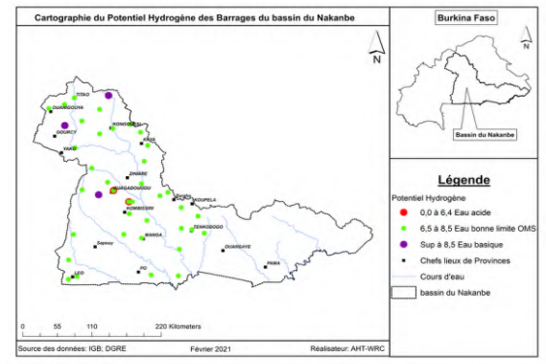 Cartographie du Potentiel Hydrogène des Barrages du bassin du Nakanbe
Burkina Faso
N
N
TITAO
OUAHIGOUYA
KONGOUSSI
GOURCY
KAYA
YAKO
ZINIARE
OUAGADOUGOU
KOUPELA
KOMBISSIRI
TENKODOGO
MANGA
Sapouy
OUARGAYE
PAMA
PO
LEO
Bassin du Nakanbe
Légende
Potentiel Hydrogène
0,0 à 6,4 Eau acide
6,5 à 8,5 Eau bonne limite OMS
Sup à 8,5 Eau basique
Chefs lieux de Provinces
Cours d'eau
bassin du Nakanbe
0 55 110 220 Kilometers
Source des données: IGB; DGRE
Février 2021
Réalisateur: AHT-WRC